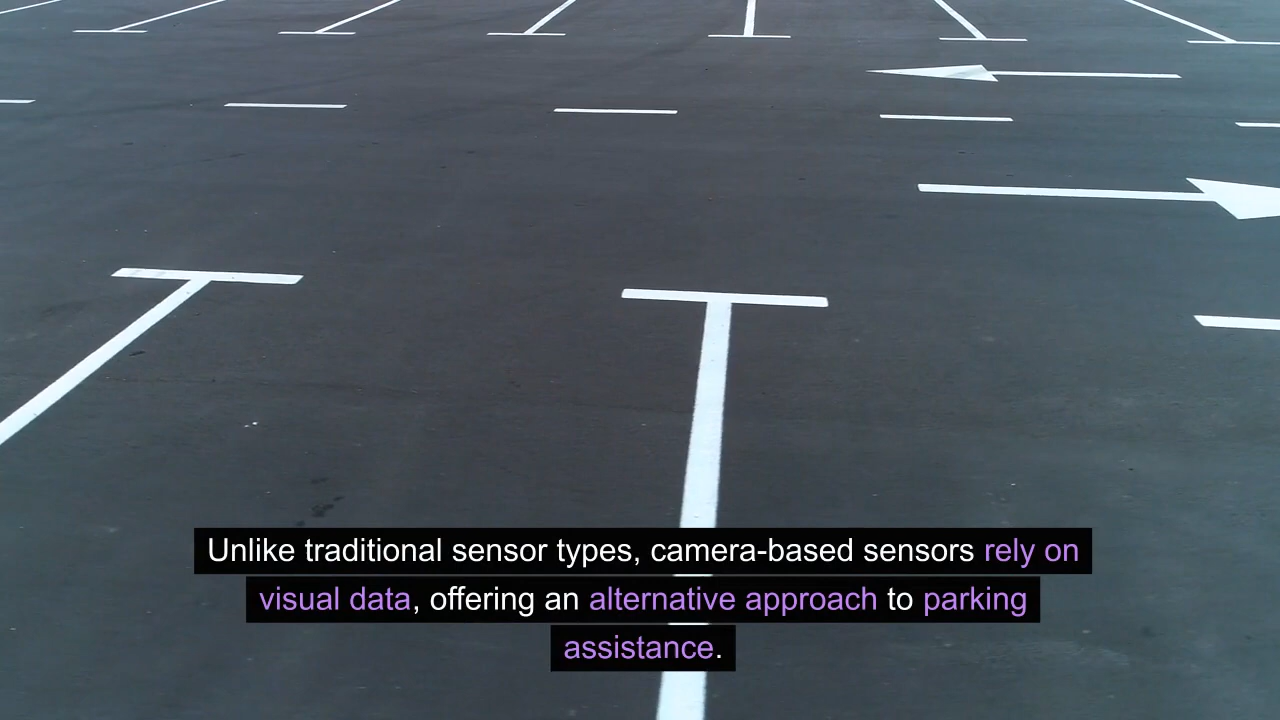 Unlike traditional sensor types, camera-based sensors rely on
visual data, offering an alternative approach to parking
assistance.